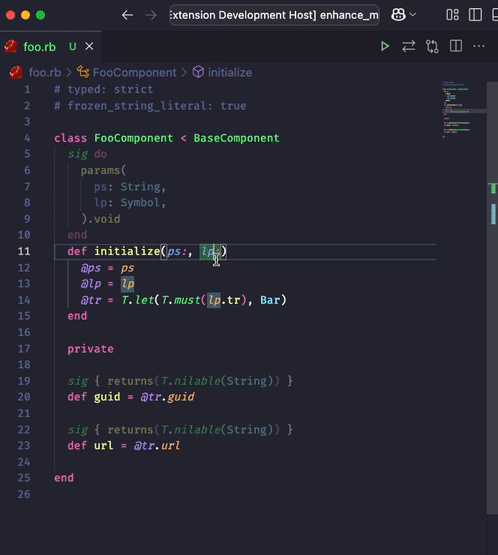 Extension Development Host] enhance_m
foo.rb U
foo.rb > FooComponent > initialize
1 # typed: strict
2 # frozen_string_literal: true
3
4 class FooComponent < BaseComponent
5 sig do
6 params(
7 ps: String,
8 lp: Symbol,
9 ).void
10 end
11 def initialize(ps:, lp:)
12 @ps = ps
13 @lp = lp
14 @tr = T.let(T.must(lp.tr), Bar)
15 end
16
17 private
18
19 sig { returns(T.nilable(String)) }
20 def guid = @tr.guid
21
22 sig { returns(T.nilable(String)) }
23 def url = @tr.url
24
25 end
26